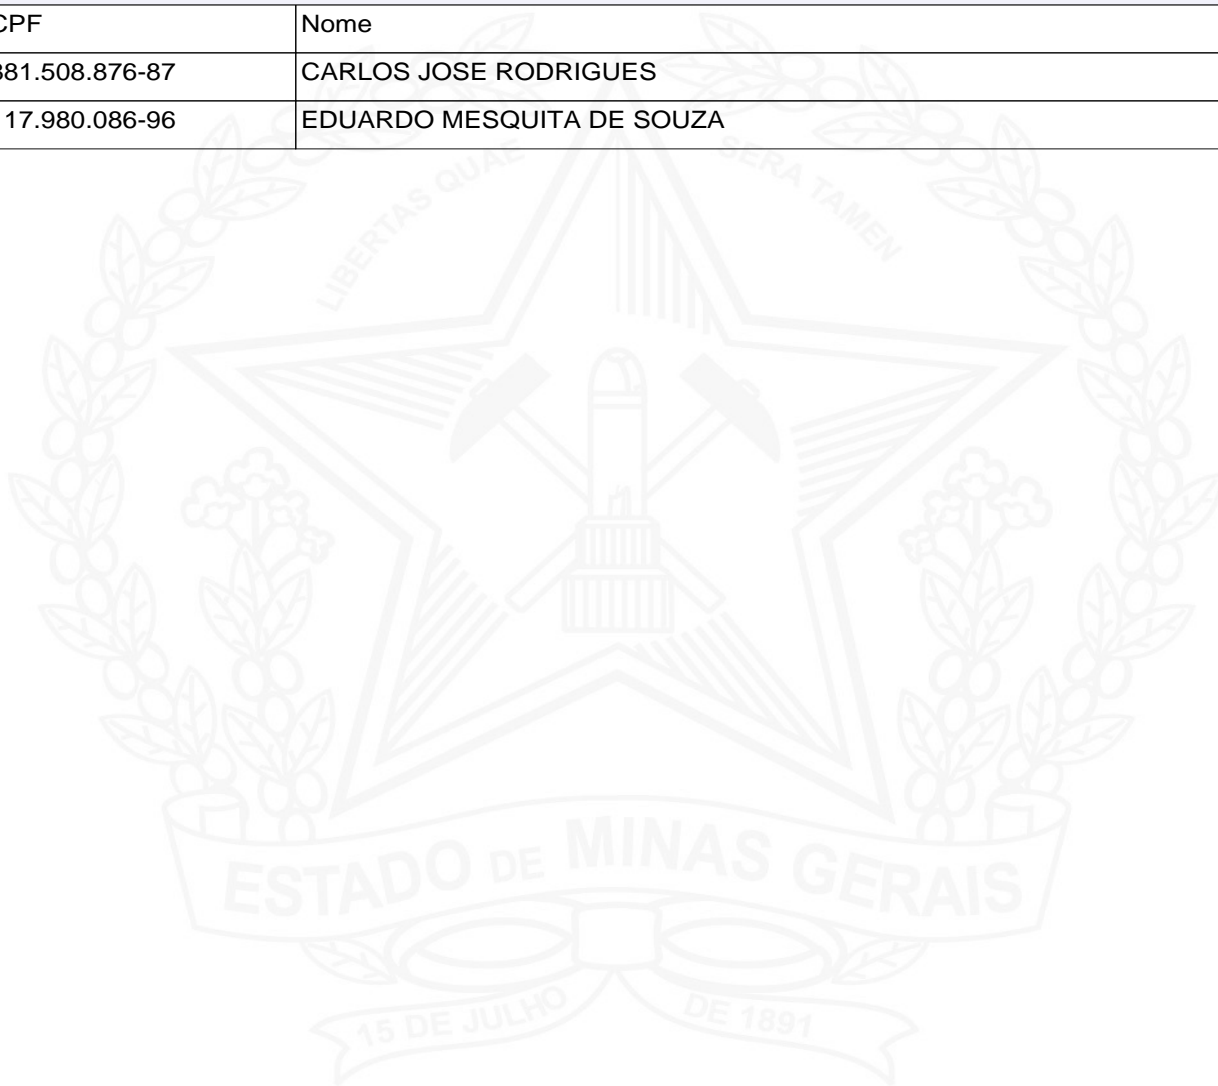 CPF Nome
881.508.876-87 CARLOS JOSE RODRIGUES
17.980.086-96 EDUARDO MESQUITA DE SOUZA
LIBERTAS QUAE SERA TAMEN
ESTADO DE MINAS GERAIS
15 DE JULHO DE 1891